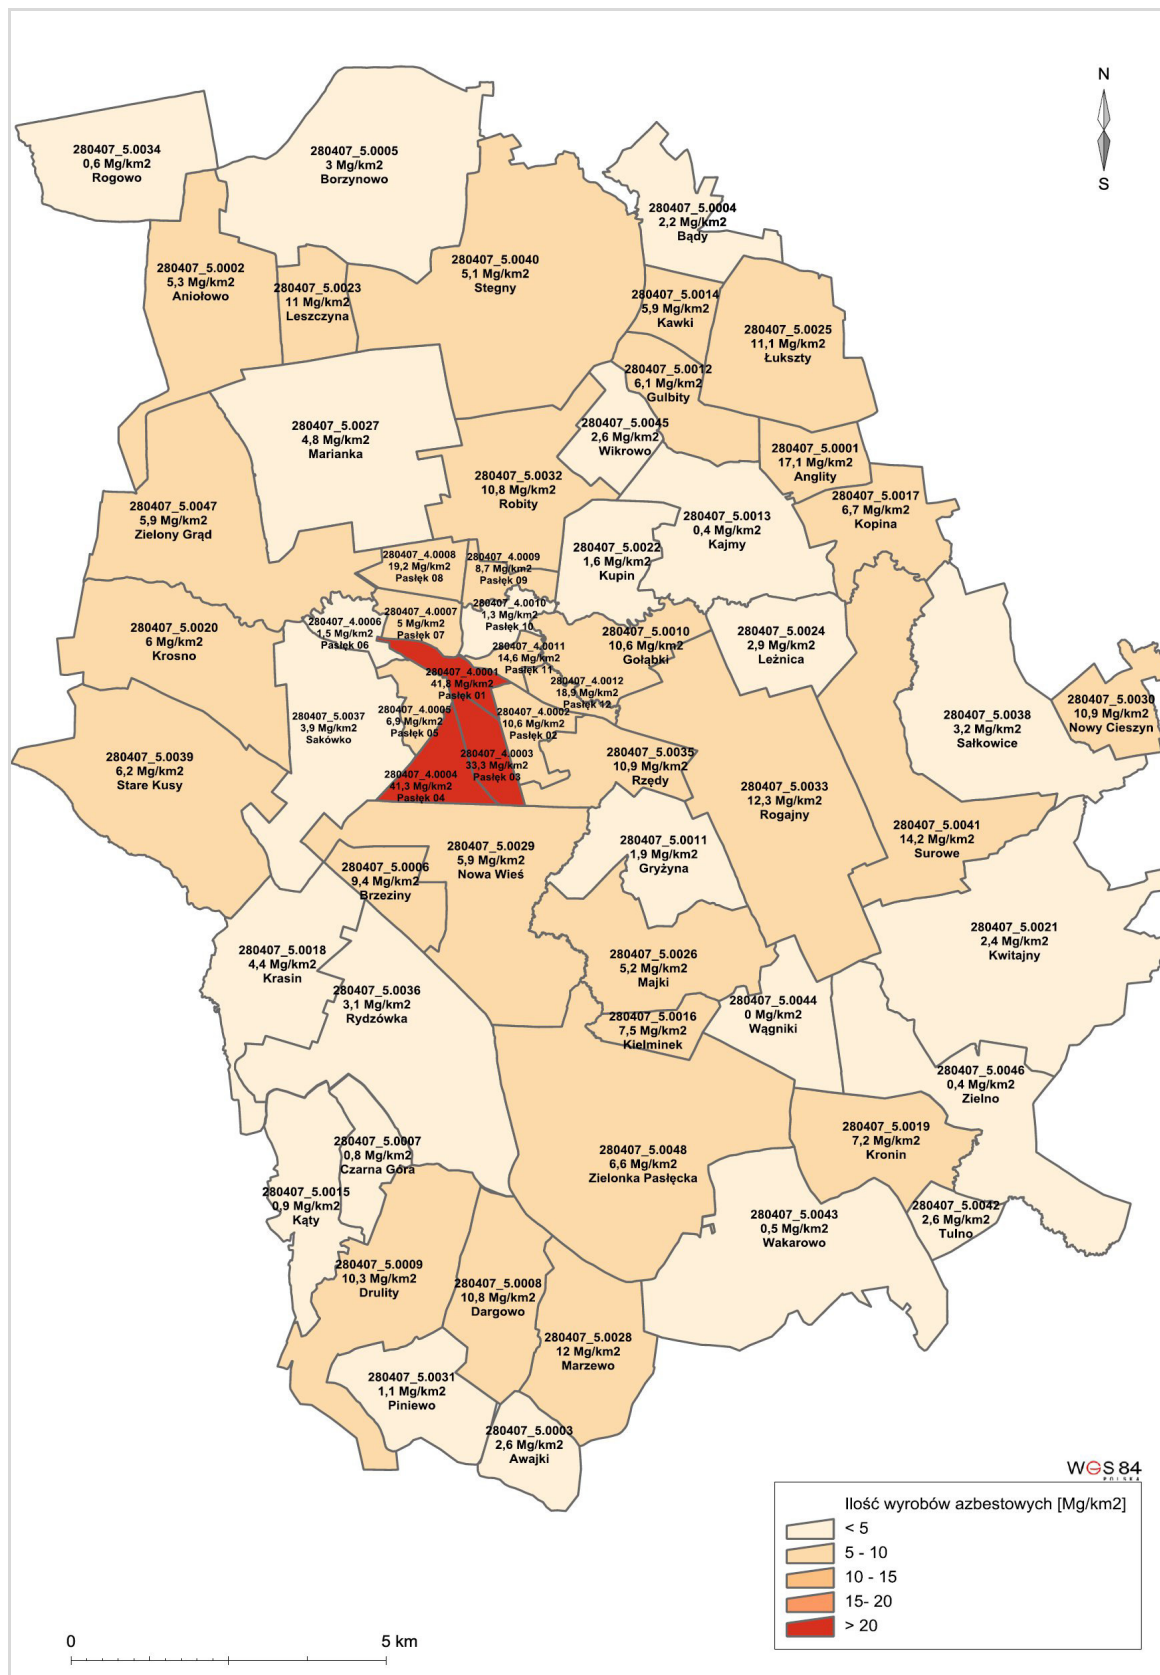 N
S
280407_5.0034
0,6 Mg/km2
Rogowo
280407_5.0005
3 Mg/km2
Borzynowo
280407_5.0004
2,2 Mg/km2
Bądy
280407_5.0002
5,3 Mg/km2
Aniołowo
280407_5.0023
11 Mg/km2
Leszczyna
280407_5.0040
5,1 Mg/km2
Stegny
280407_5.0014
5,9 Mg/km2
Kawki
280407_5.0025
11,1 Mg/km2
Łukszty
280407_5.0012
6,1 Mg/km2
Gulbity
280407_5.0027
4,8 Mg/km2
Marianka
280407_5.0045
2,6 Mg/km2
Wikrowo
280407_5.0001
17,1 Mg/km2
Anglity
280407_5.0032
10,8 Mg/km2
Robity
280407_5.0017
6,7 Mg/km2
Kopina
280407_5.0047
5,9 Mg/km2
Zielony Grąd
280407_5.0013
0,4 Mg/km2
Kajmy
280407_5.0022
1,6 Mg/km2
Kupin
280407_4.0008
19,2 Mg/km2
Pasłęk 08
280407_4.0009
8,7 Mg/km2
Pasłęk 09
280407_4.0010
1,3 Mg/km2
Pasłęk 10
280407_4.0007
5 Mg/km2
Pasłęk 07
280407_4.0006
1,5 Mg/km2
Pasłęk 06
280407_5.0020
6 Mg/km2
Krosno
280407_5.0010
10,6 Mg/km2
Gołąbki
280407_5.0024
2,9 Mg/km2
Leżnica
280407_4.0011
14,6 Mg/km2
Pasłęk 11
280407_4.0001
41,8 Mg/km2
Pasłęk 01
280407_4.0012
18,9 Mg/km2
Pasłęk 12
280407_5.0030
10,9 Mg/km2
Nowy Cieszyn
280407_4.0005
6,9 Mg/km2
Pasłęk 05
280407_4.0002
10,6 Mg/km2
Pasłęk 02
280407_5.0037
3,9 Mg/km2
Sakówko
280407_5.0038
3,2 Mg/km2
Sałkowice
280407_5.0039
6,2 Mg/km2
Stare Kusy
280407_4.0003
33,3 Mg/km2
Pasłęk 03
280407_5.0035
10,9 Mg/km2
Rzędy
280407_4.0004
41,3 Mg/km2
Pasłęk 04
280407_5.0033
12,3 Mg/km2
Rogajny
280407_5.0041
14,2 Mg/km2
Surowe
280407_5.0011
1,9 Mg/km2
Gryżyna
280407_5.0029
5,9 Mg/km2
Nowa Wieś
280407_5.0006
9,4 Mg/km2
Brzeziny
280407_5.0021
2,4 Mg/km2
Kwitajny
280407_5.0018
4,4 Mg/km2
Krasin
280407_5.0026
5,2 Mg/km2
Majki
280407_5.0036
3,1 Mg/km2
Rydzówka
280407_5.0044
0 Mg/km2
Wągniki
280407_5.0016
7,5 Mg/km2
Kielminek
280407_5.0046
0,4 Mg/km2
Zielno
280407_5.0019
7,2 Mg/km2
Kronin
280407_5.0007
0,8 Mg/km2
Czarna Góra
280407_5.0048
6,6 Mg/km2
Zielonka Pasłęcka
280407_5.0015
0,9 Mg/km2
Kąty
280407_5.0042
2,6 Mg/km2
Tulno
280407_5.0043
0,5 Mg/km2
Wakarowo
280407_5.0009
10,3 Mg/km2
Drulity
280407_5.0008
10,8 Mg/km2
Dargowo
280407_5.0028
12 Mg/km2
Marzewo
280407_5.0031
1,1 Mg/km2
Piniewo
280407_5.0003
2,6 Mg/km2
Awajki
WGS 84
POLSKA
Ilość wyrobów azbestowych [Mg/km2]
< 5
5 - 10
10 - 15
15- 20
> 20
0 5 km